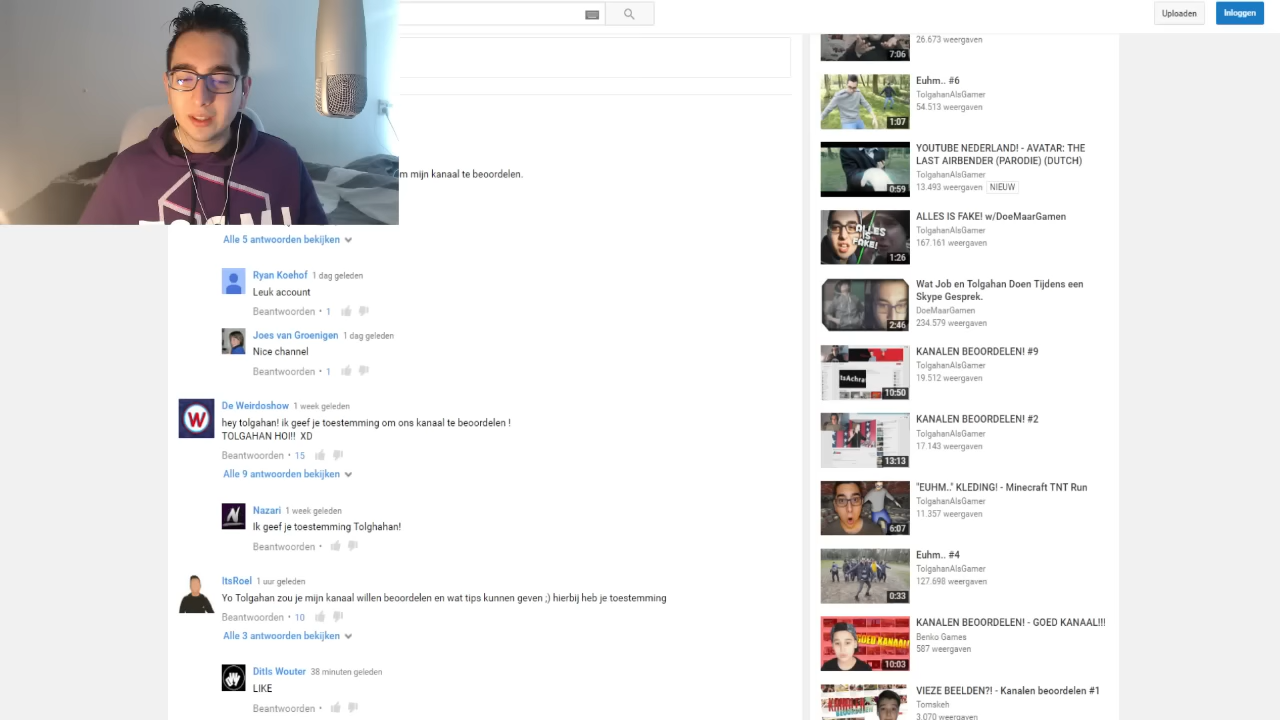 Uploaden
Inloggen
m mijn kanaal te beoordelen.
Alle 5 antwoorden bekijken
Ryan Koehof 1 dag geleden
Leuk account
Beantwoorden • 1
Joes van Groenigen 1 dag geleden
Nice channel
Beantwoorden • 1
W
De Weirdoshow 1 week geleden
hey tolgahan! ik geef je toestemming om ons kanaal te beoordelen !
TOLGAHAN HOI!! XD
Beantwoorden • 15
Alle 9 antwoorden bekijken
N
Nazari 1 week geleden
Ik geef je toestemming Tolghahan!
Beantwoorden •
ItsRoel 1 uur geleden
Yo Tolgahan zou je mijn kanaal willen beoordelen en wat tips kunnen geven ;) hierbij heb je toestemming
Beantwoorden • 10
Alle 3 antwoorden bekijken
DitIs Wouter 38 minuten geleden
LIKE
Beantwoorden •
26.673 weergaven
7:06
Euhm.. #6
TolgahanAlsGamer
54.513 weergaven
1:07
YOUTUBE NEDERLAND! - AVATAR: THE
LAST AIRBENDER (PARODIE) (DUTCH)
TolgahanAlsGamer
13.493 weergaven NIEUW
0:59
ALLES IS FAKE! w/DoeMaarGamen
TolgahanAlsGamer
167.161 weergaven
ALLES
IS
FAKE!
1:26
Wat Job en Tolgahan Doen Tijdens een
Skype Gesprek.
DoeMaarGamen
234.579 weergaven
2:46
KANALEN BEOORDELEN! #9
TolgahanAlsGamer
19.512 weergaven
ItsAchra
10:50
KANALEN BEOORDELEN! #2
TolgahanAlsGamer
17.143 weergaven
13:13
"EUHM.." KLEDING! - Minecraft TNT Run
TolgahanAlsGamer
11.357 weergaven
6:07
Euhm.. #4
TolgahanAlsGamer
127.698 weergaven
0:33
KANALEN BEOORDELEN! - GOED KANAAL!!!
Benko Games
587 weergaven
GOED KANAAL
10:03
VIEZE BEELDEN?! - Kanalen beoordelen #1
Tomskeh
3.070 weergaven